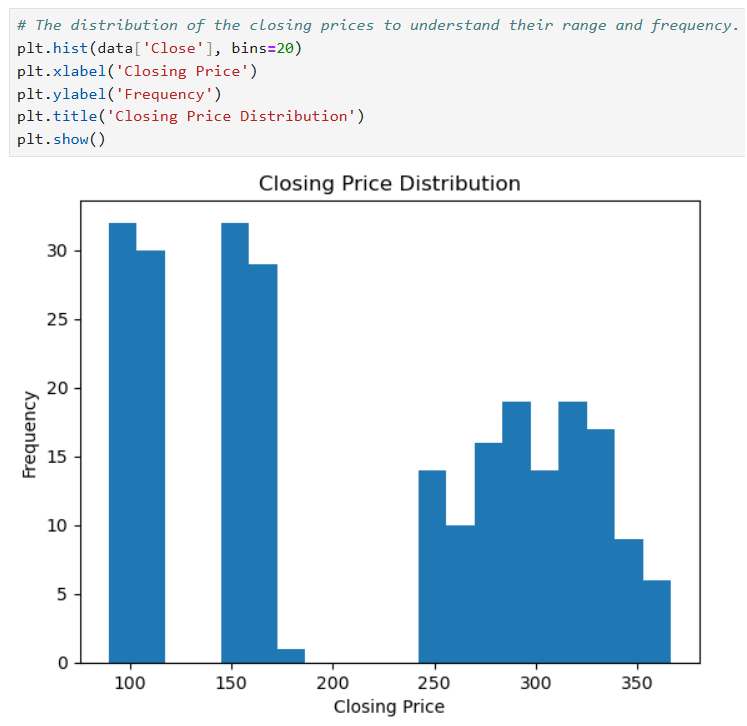 # The distribution of the closing prices to understand their range and frequency.
plt.hist(data['Close'], bins=20)
plt.xlabel('Closing Price')
plt.ylabel('Frequency')
plt.title('Closing Price Distribution')
plt.show()
Closing Price Distribution
Frequency
30
25
20
15
10
5
0
100 150 200 250 300 350
Closing Price